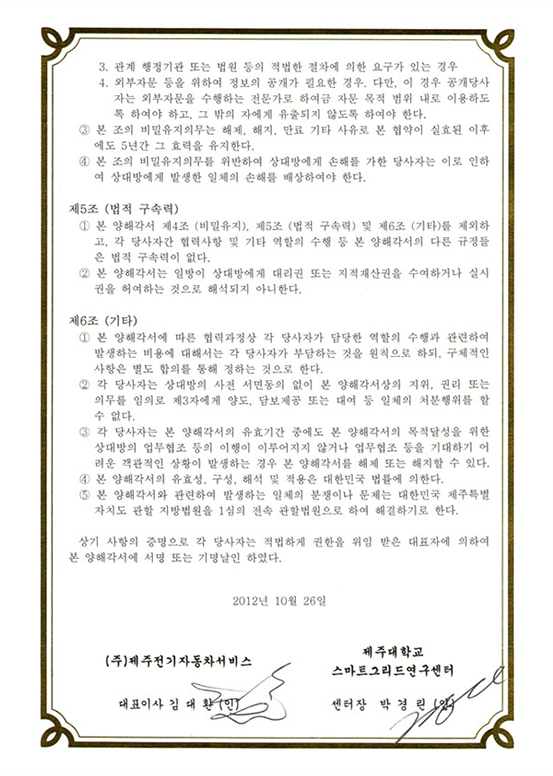 3. 관계 행정기관 또는 법원 등의 적법한 절차에 의한 요구가 있는 경우
4. 외부자문 등을 위하여 정보의 공개가 필요한 경우. 다만, 이 경우 공개당사
자는 외부자문을 수행하는 전문가로 하여금 자문 목적 범위 내로 이용하도
록 하여야 하고, 그 밖의 자에게 유출되지 않도록 하여야 한다.
③ 본 조의 비밀유지의무는 해제, 해지, 만료 기타 사유로 본 협약이 실효된 이후
에도 5년간 그 효력을 유지한다.
④ 본 조의 비밀유지의무를 위반하여 상대방에게 손해를 가한 당사자는 이로 인하
여 상대방에게 발생한 일체의 손해를 배상하여야 한다.
제5조 (법적 구속력)
① 본 양해각서 제4조 (비밀유지), 제5조 (법적 구속력) 및 제6조 (기타)를 제외하
고, 각 당사자간 협력사항 및 기타 역할의 수행 등 본 양해각서의 다른 규정들
은 법적 구속력이 없다.
② 본 양해각서는 일방이 상대방에게 대리권 또는 지적재산권을 수여하거나 실시
권을 허여하는 것으로 해석되지 아니한다.
제6조 (기타)
① 본 양해각서에 따른 협력과정상 각 당사자가 담당한 역할의 수행과 관련하여
발생하는 비용에 대해서는 각 당사자가 부담하는 것을 원칙으로 하되, 구체적인
사항은 별도 합의를 통해 정하는 것으로 한다.
② 각 당사자는 상대방의 사전 서면동의 없이 본 양해각서상의 지위, 권리 또는
의무를 임의로 제3자에게 양도, 담보제공 또는 대여 등 일체의 처분행위를 할
수 없다.
③ 각 당사자는 본 양해각서의 유효기간 중에도 본 양해각서의 목적달성을 위한
상대방의 업무협조 등의 이행이 이루어지지 않거나 업무협조 등을 기대하기 어
려운 객관적인 상황이 발생하는 경우 본 양해각서를 해제 또는 해지할 수 있다.
④ 본 양해각서의 유효성, 구성, 해석 및 적용은 대한민국 법률에 의한다.
⑤ 본 양해각서와 관련하여 발생하는 일체의 분쟁이나 문제는 대한민국 제주특별
자치도 관할 지방법원을 1심의 전속 관할법원으로 하여 해결하기로 한다.
상기 사항의 증명으로 각 당사자는 적법하게 권한을 위임 받은 대표자에 의하여
본 양해각서에 서명 또는 기명날인 하였다.
2012년 10월 26일
(주)제주전기자동차서비스
대표이사 김 대 환 (인)
제주대학교
스마트그리드연구센터
센터장 박 경 린 (인)